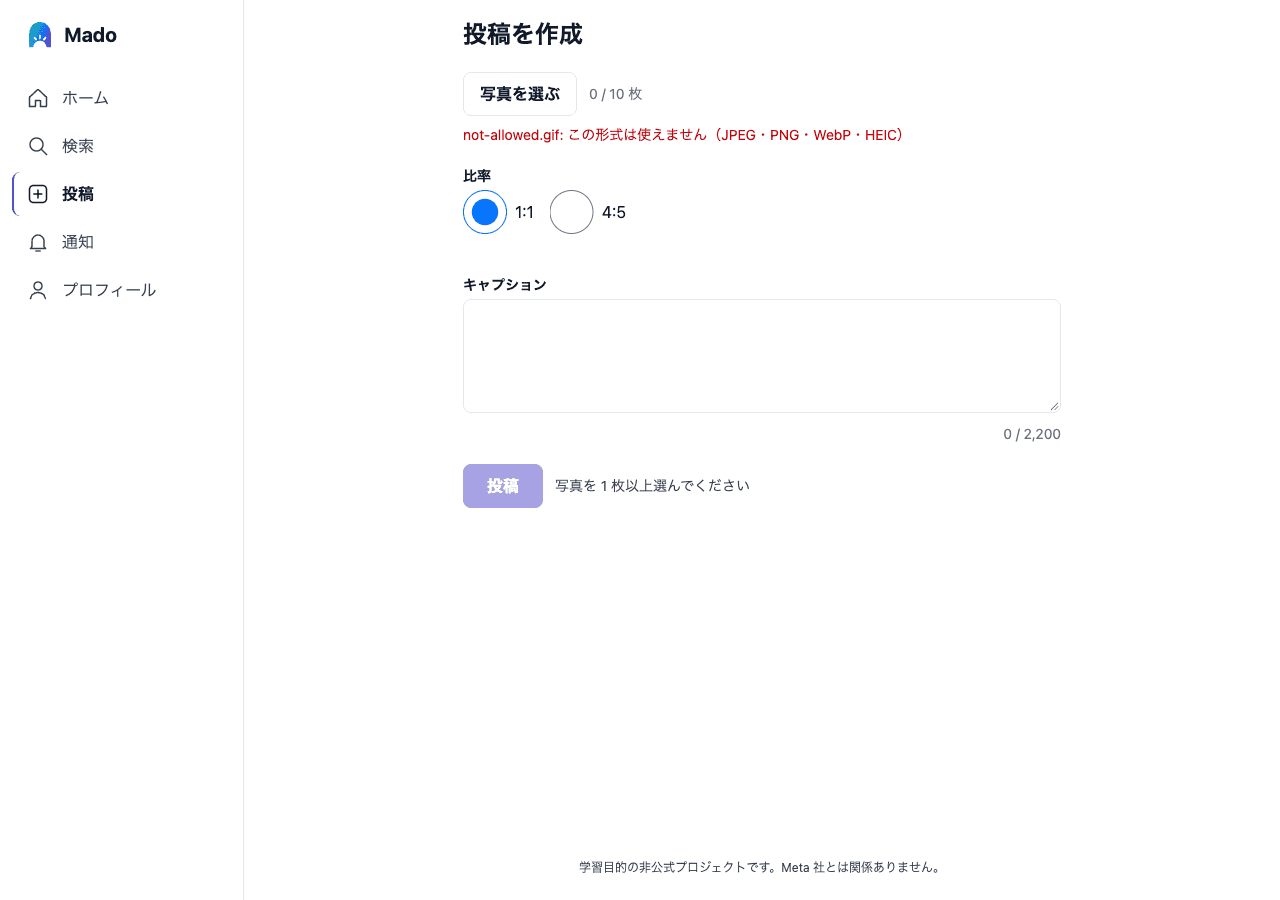 Mado
ホーム
検索
投稿
通知
プロフィール
投稿を作成
写真を選ぶ 0 / 10 枚
not-allowed.gif: この形式は使えません（JPEG・PNG・WebP・HEIC）
比率
1:1 4:5
キャプション
0 / 2,200
投稿 写真を 1 枚以上選んでください
学習目的の非公式プロジェクトです。Meta 社とは関係ありません。